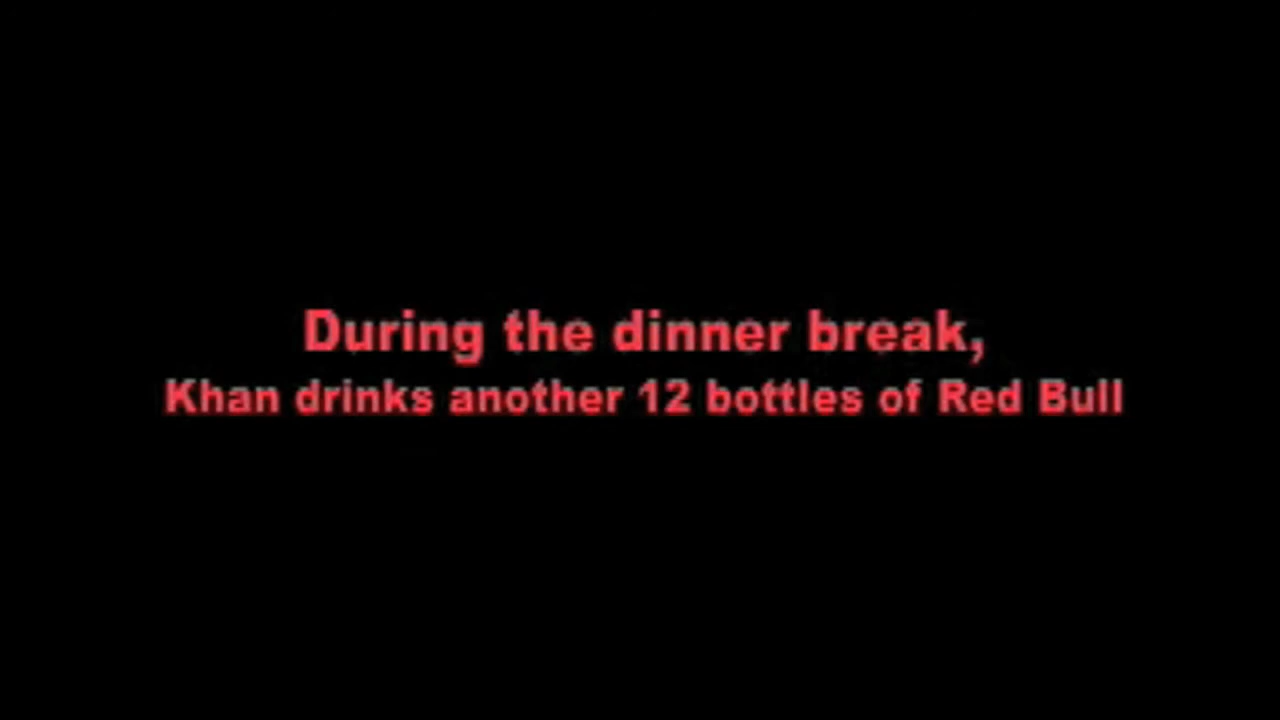 During the dinner break,
Khan drinks another 12 bottles of Red Bull